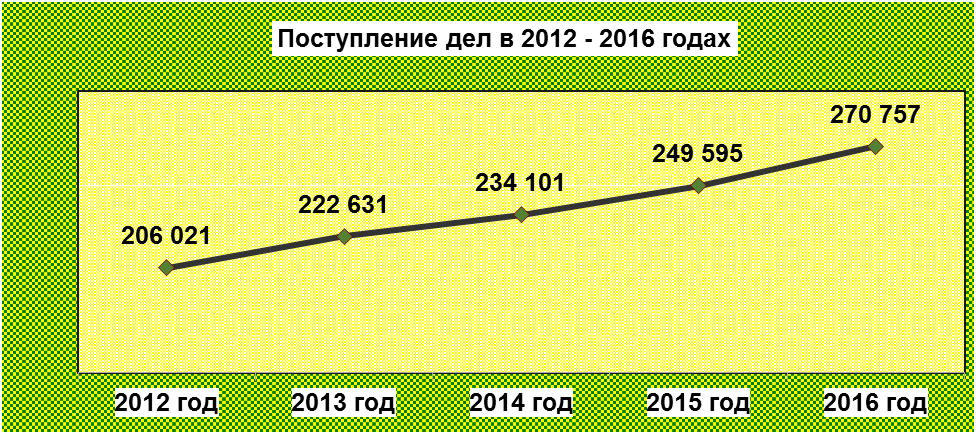 Поступление дел в 2012 - 2016 годах
270 757
249 595
234 101
222 631
206 021
2012 год 2013 год 2014 год 2015 год 2016 год